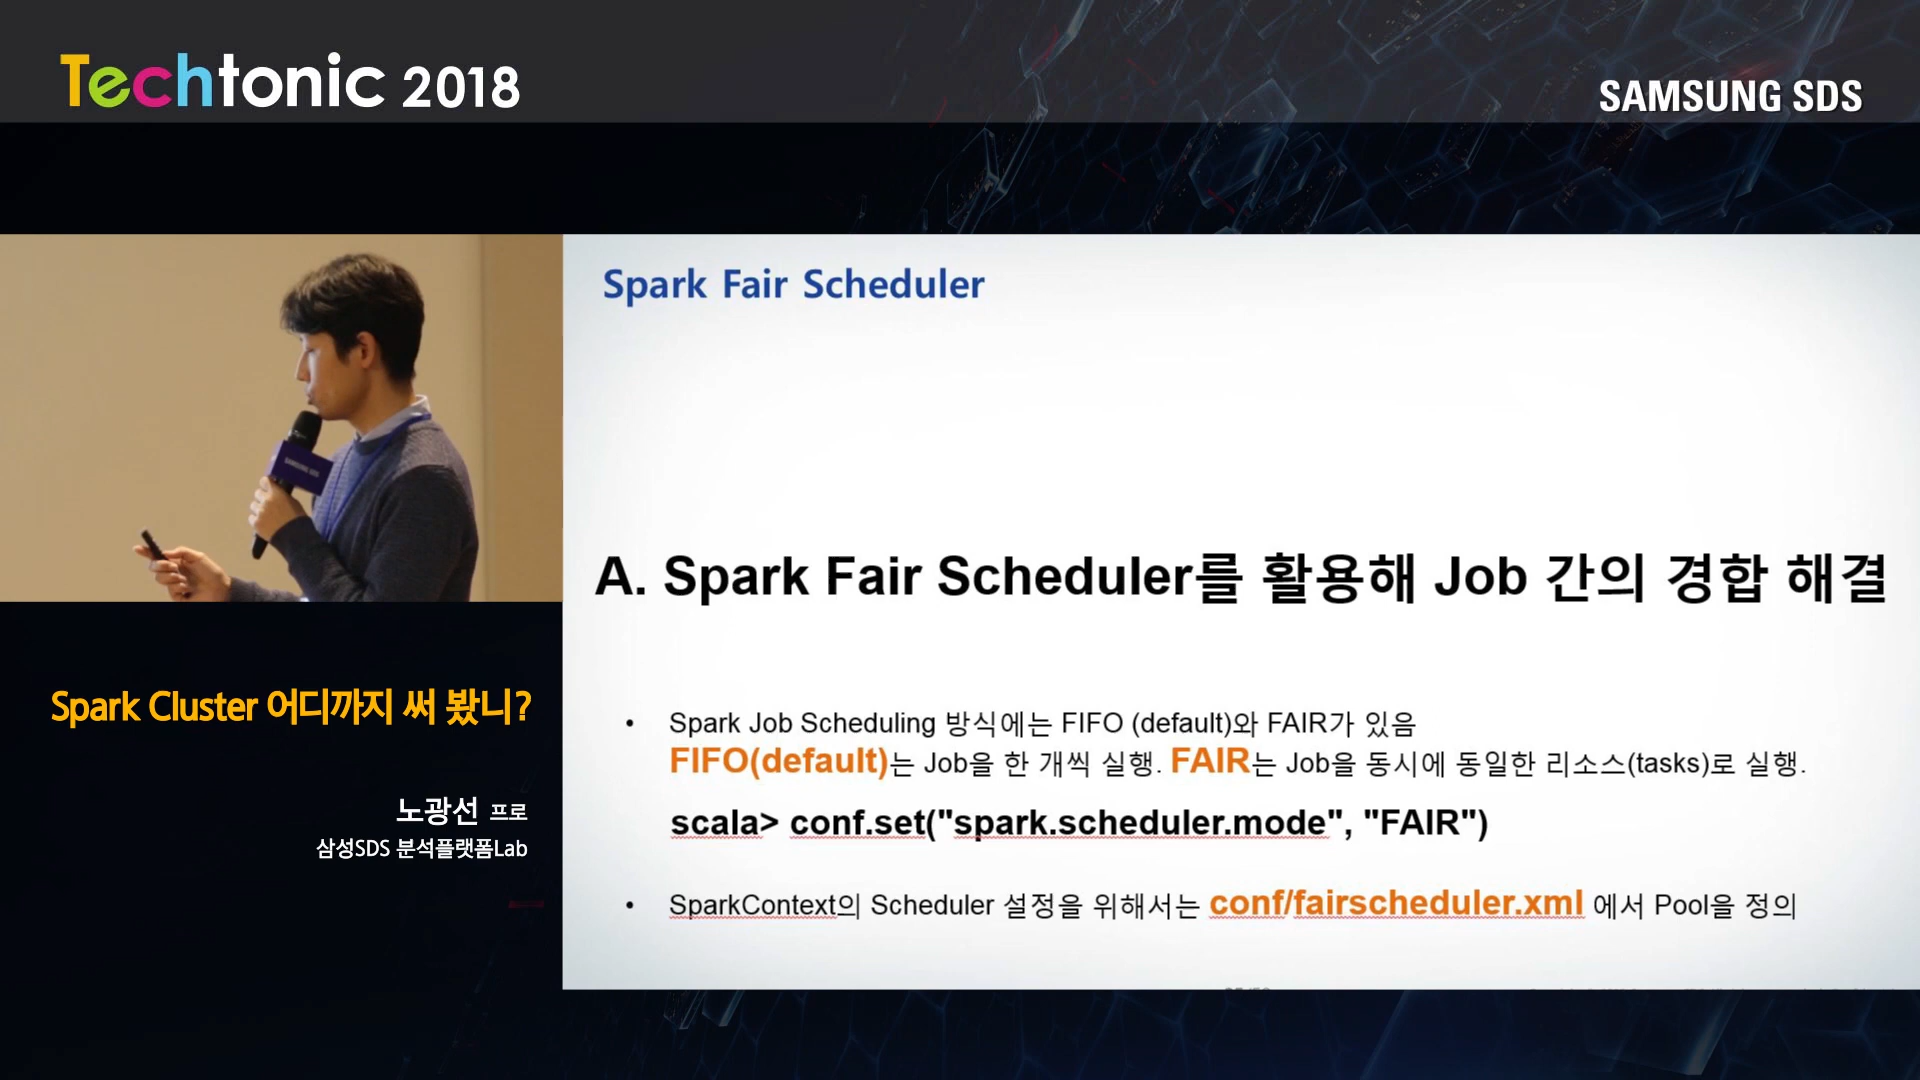 Techtonic 2018
SAMSUNG SDS
Spark Fair Scheduler
SAMSUNG SDS
A. Spark Fair Scheduler를 활용해 Job 간의 경합 해결
Spark Cluster 어디까지 써 봤니?
노광선 프로
삼성SDS 분석플랫폼Lab
• Spark Job Scheduling 방식에는 FIFO (default)와 FAIR가 있음
FIFO(default)는 Job을 한 개씩 실행. FAIR는 Job을 동시에 동일한 리소스(tasks)로 실행.
scala> conf.set("spark.scheduler.mode", "FAIR")
• SparkContext의 Scheduler 설정을 위해서는 conf/fairscheduler.xml 에서 Pool을 정의